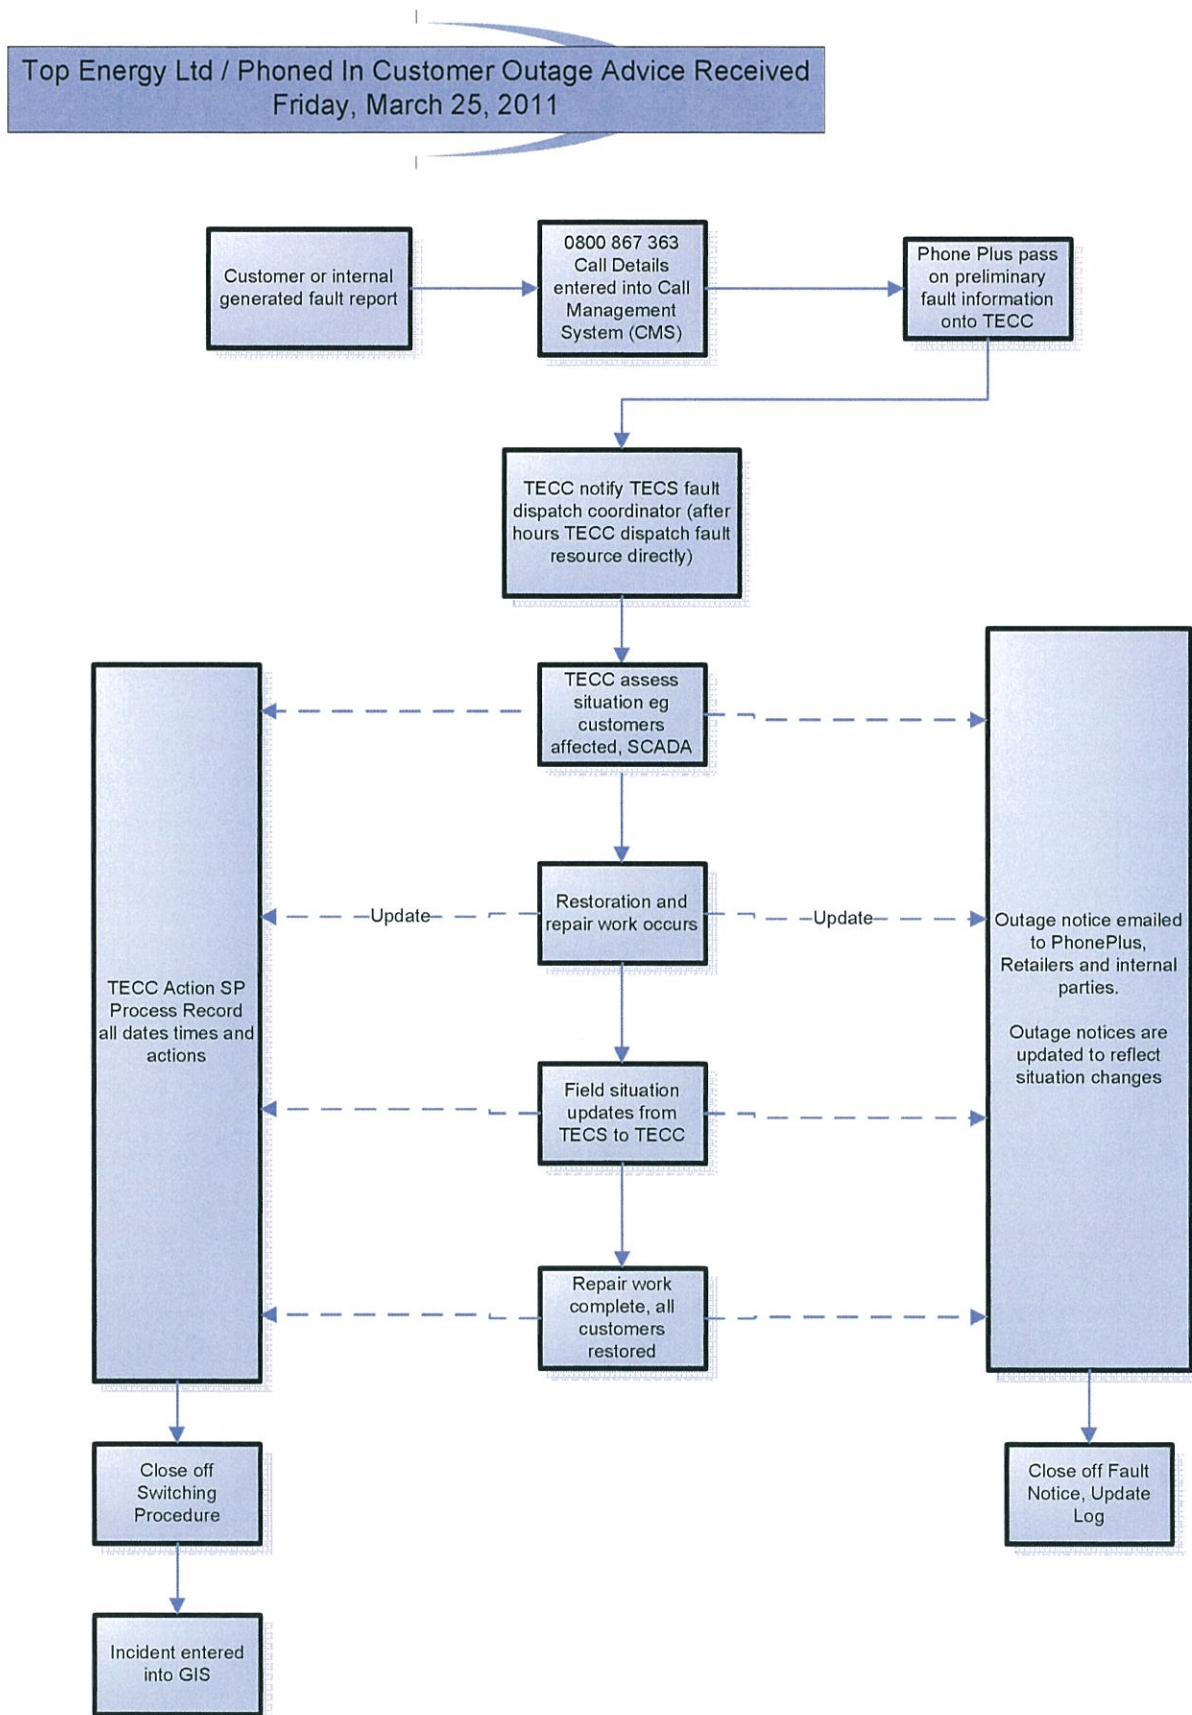 Top Energy Ltd / Phoned In Customer Outage Advice Received
Friday, March 25, 2011
Customer or internal
generated fault report
0800 867 363
Call Details
entered into Call
Management
System (CMS)
Phone Plus pass
on preliminary
fault information
onto TECC
TECC notify TECS fault
dispatch coordinator (after
hours TECC dispatch fault
resource directly)
TECC assess
situation eg
customers
affected, SCADA
Restoration and
repair work occurs
Update
Update
TECC Action SP
Process Record
all dates times and
actions
Outage notice emailed
to PhonePlus,
Retailers and internal
parties.
Outage notices are
updated to reflect
situation changes
Field situation
updates from
TECS to TECC
Repair work
complete, all
customers
restored
Close off
Switching
Procedure
Close off Fault
Notice, Update
Log
Incident entered
into GIS